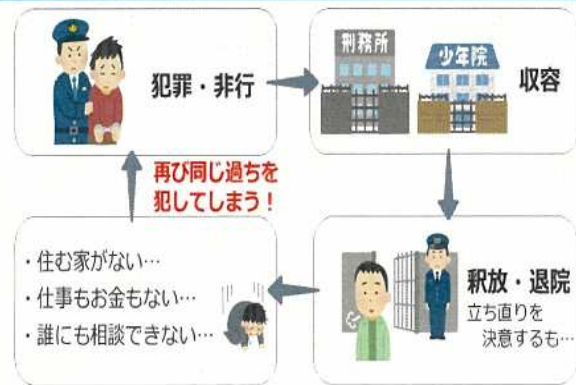 犯罪・非行
刑務所
少年院
収容
再び同じ過ちを
犯してしまう！
・住む家がない…
・仕事もお金もない…
・誰にも相談できない…
釈放・退院
立ち直りを
決意するも…